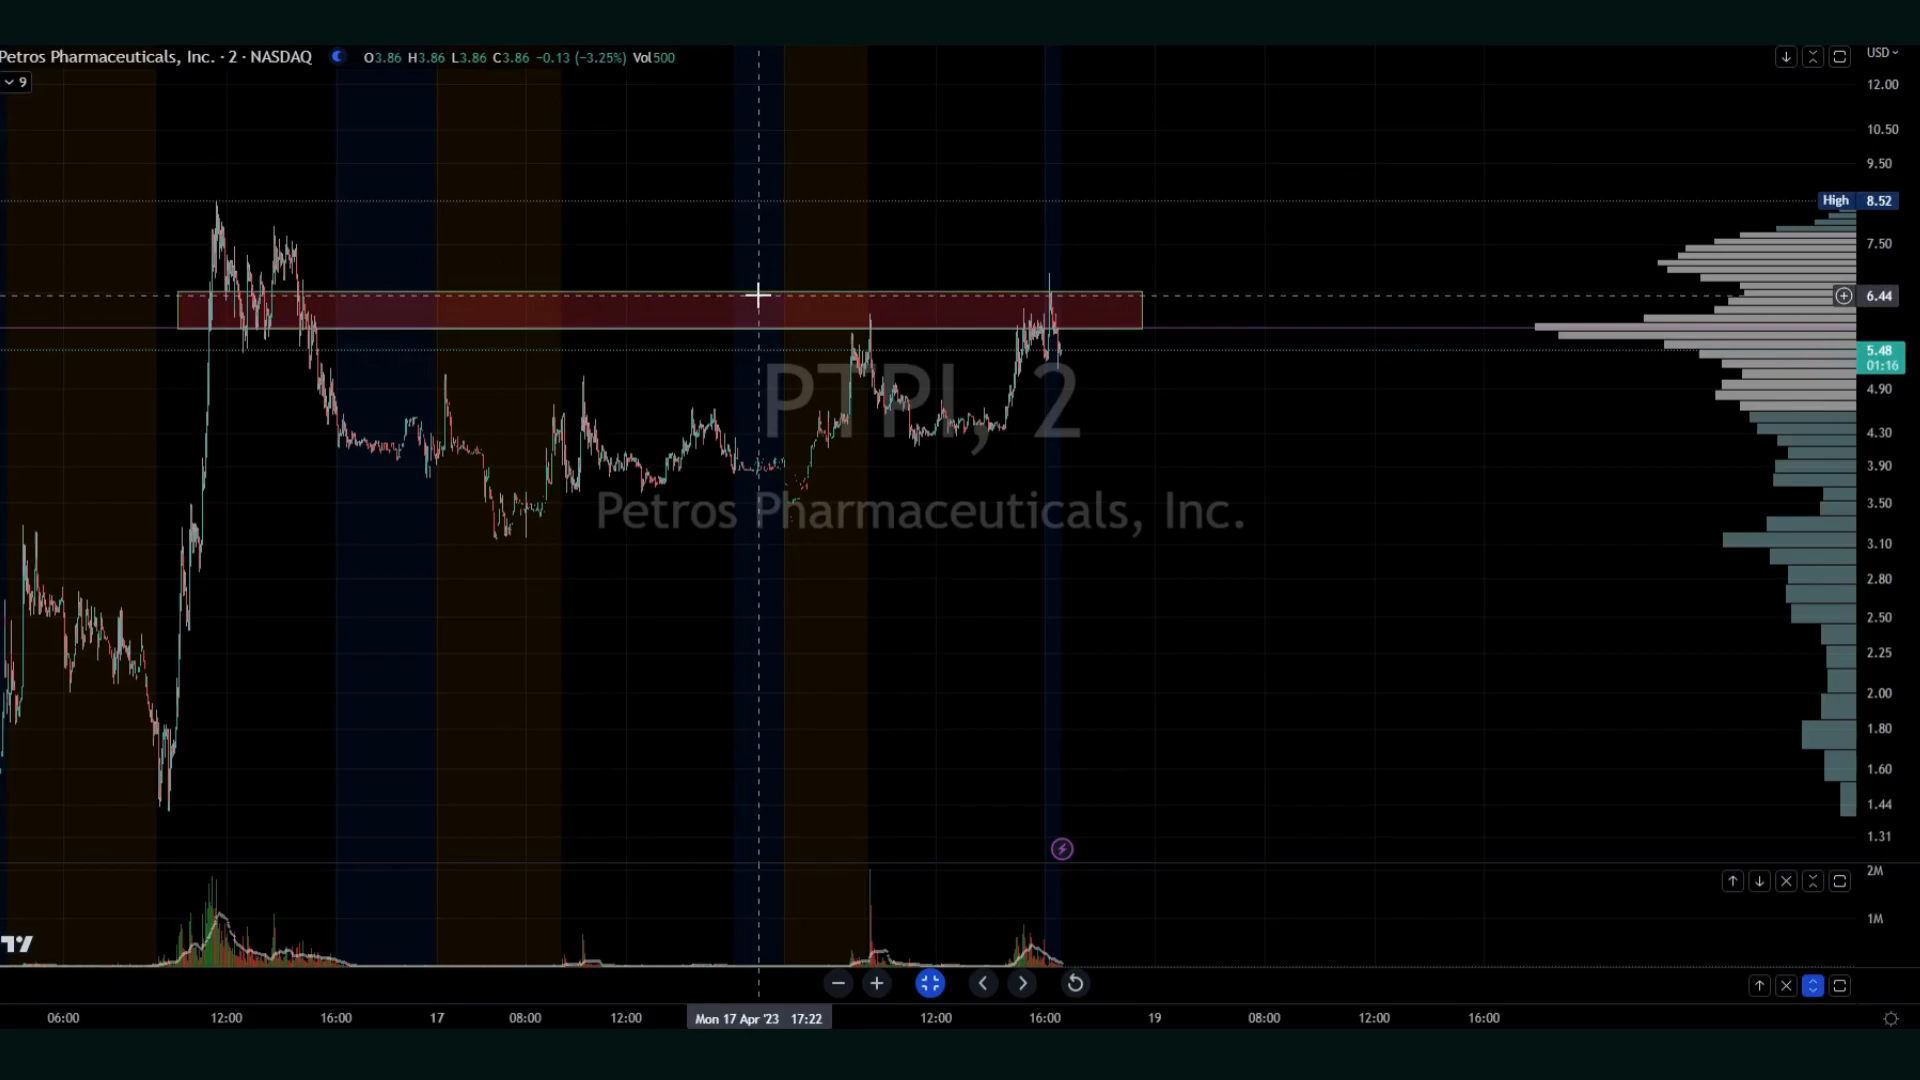 Petros Pharmaceuticals, Inc. · 2 · NASDAQ O3.86 H3.86 L3.86 C3.86 −0.13 (−3.25%) Vol500
USD
9
12.00
10.50
9.50
High 8.52
7.50
6.44
5.48
01:16
4.90
4.30
3.90
3.50
3.10
2.80
2.50
2.25
2.00
1.80
1.60
1.44
1.31
PTPI, 2
Petros Pharmaceuticals, Inc.
2M
1M
06:00 12:00 16:00 17 08:00 12:00 Mon 17 Apr '23 17:22 12:00 16:00 19 08:00 12:00 16:00